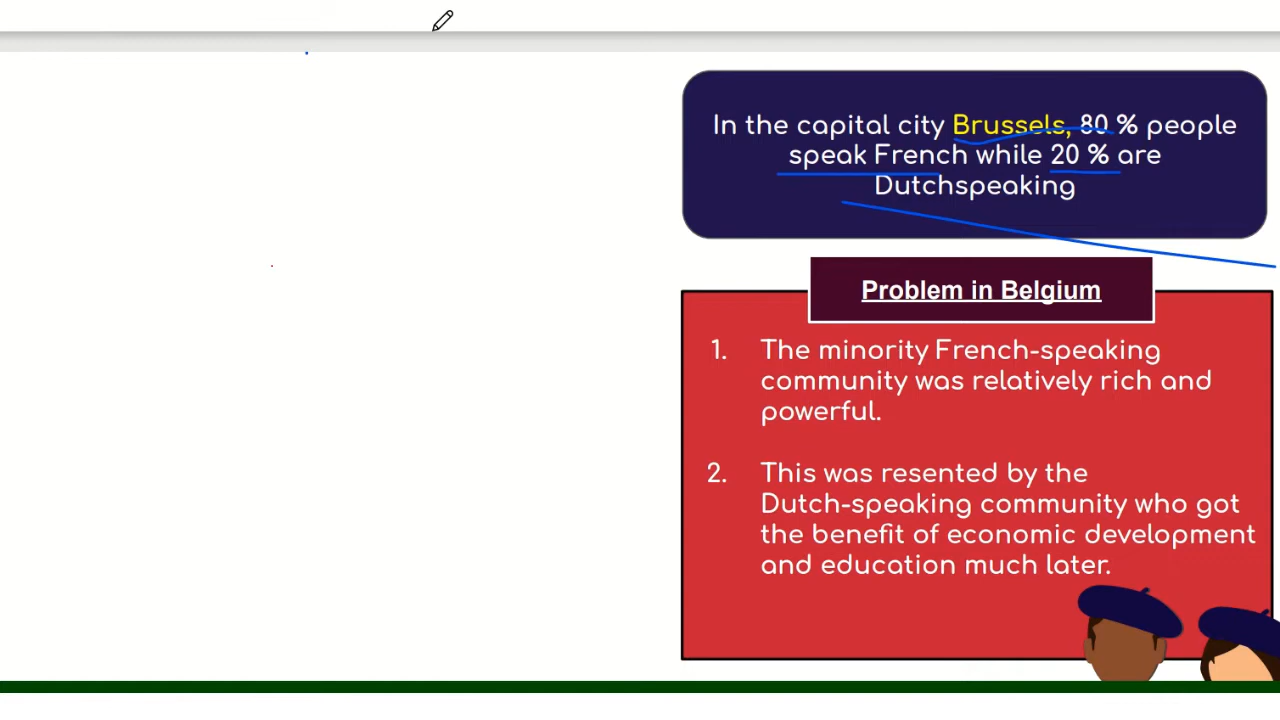 In the capital city Brussels, 80 % people
speak French while 20 % are
Dutchspeaking
Problem in Belgium
1. The minority French-speaking
community was relatively rich and
powerful.
2. This was resented by the
Dutch-speaking community who got
the benefit of economic development
and education much later.